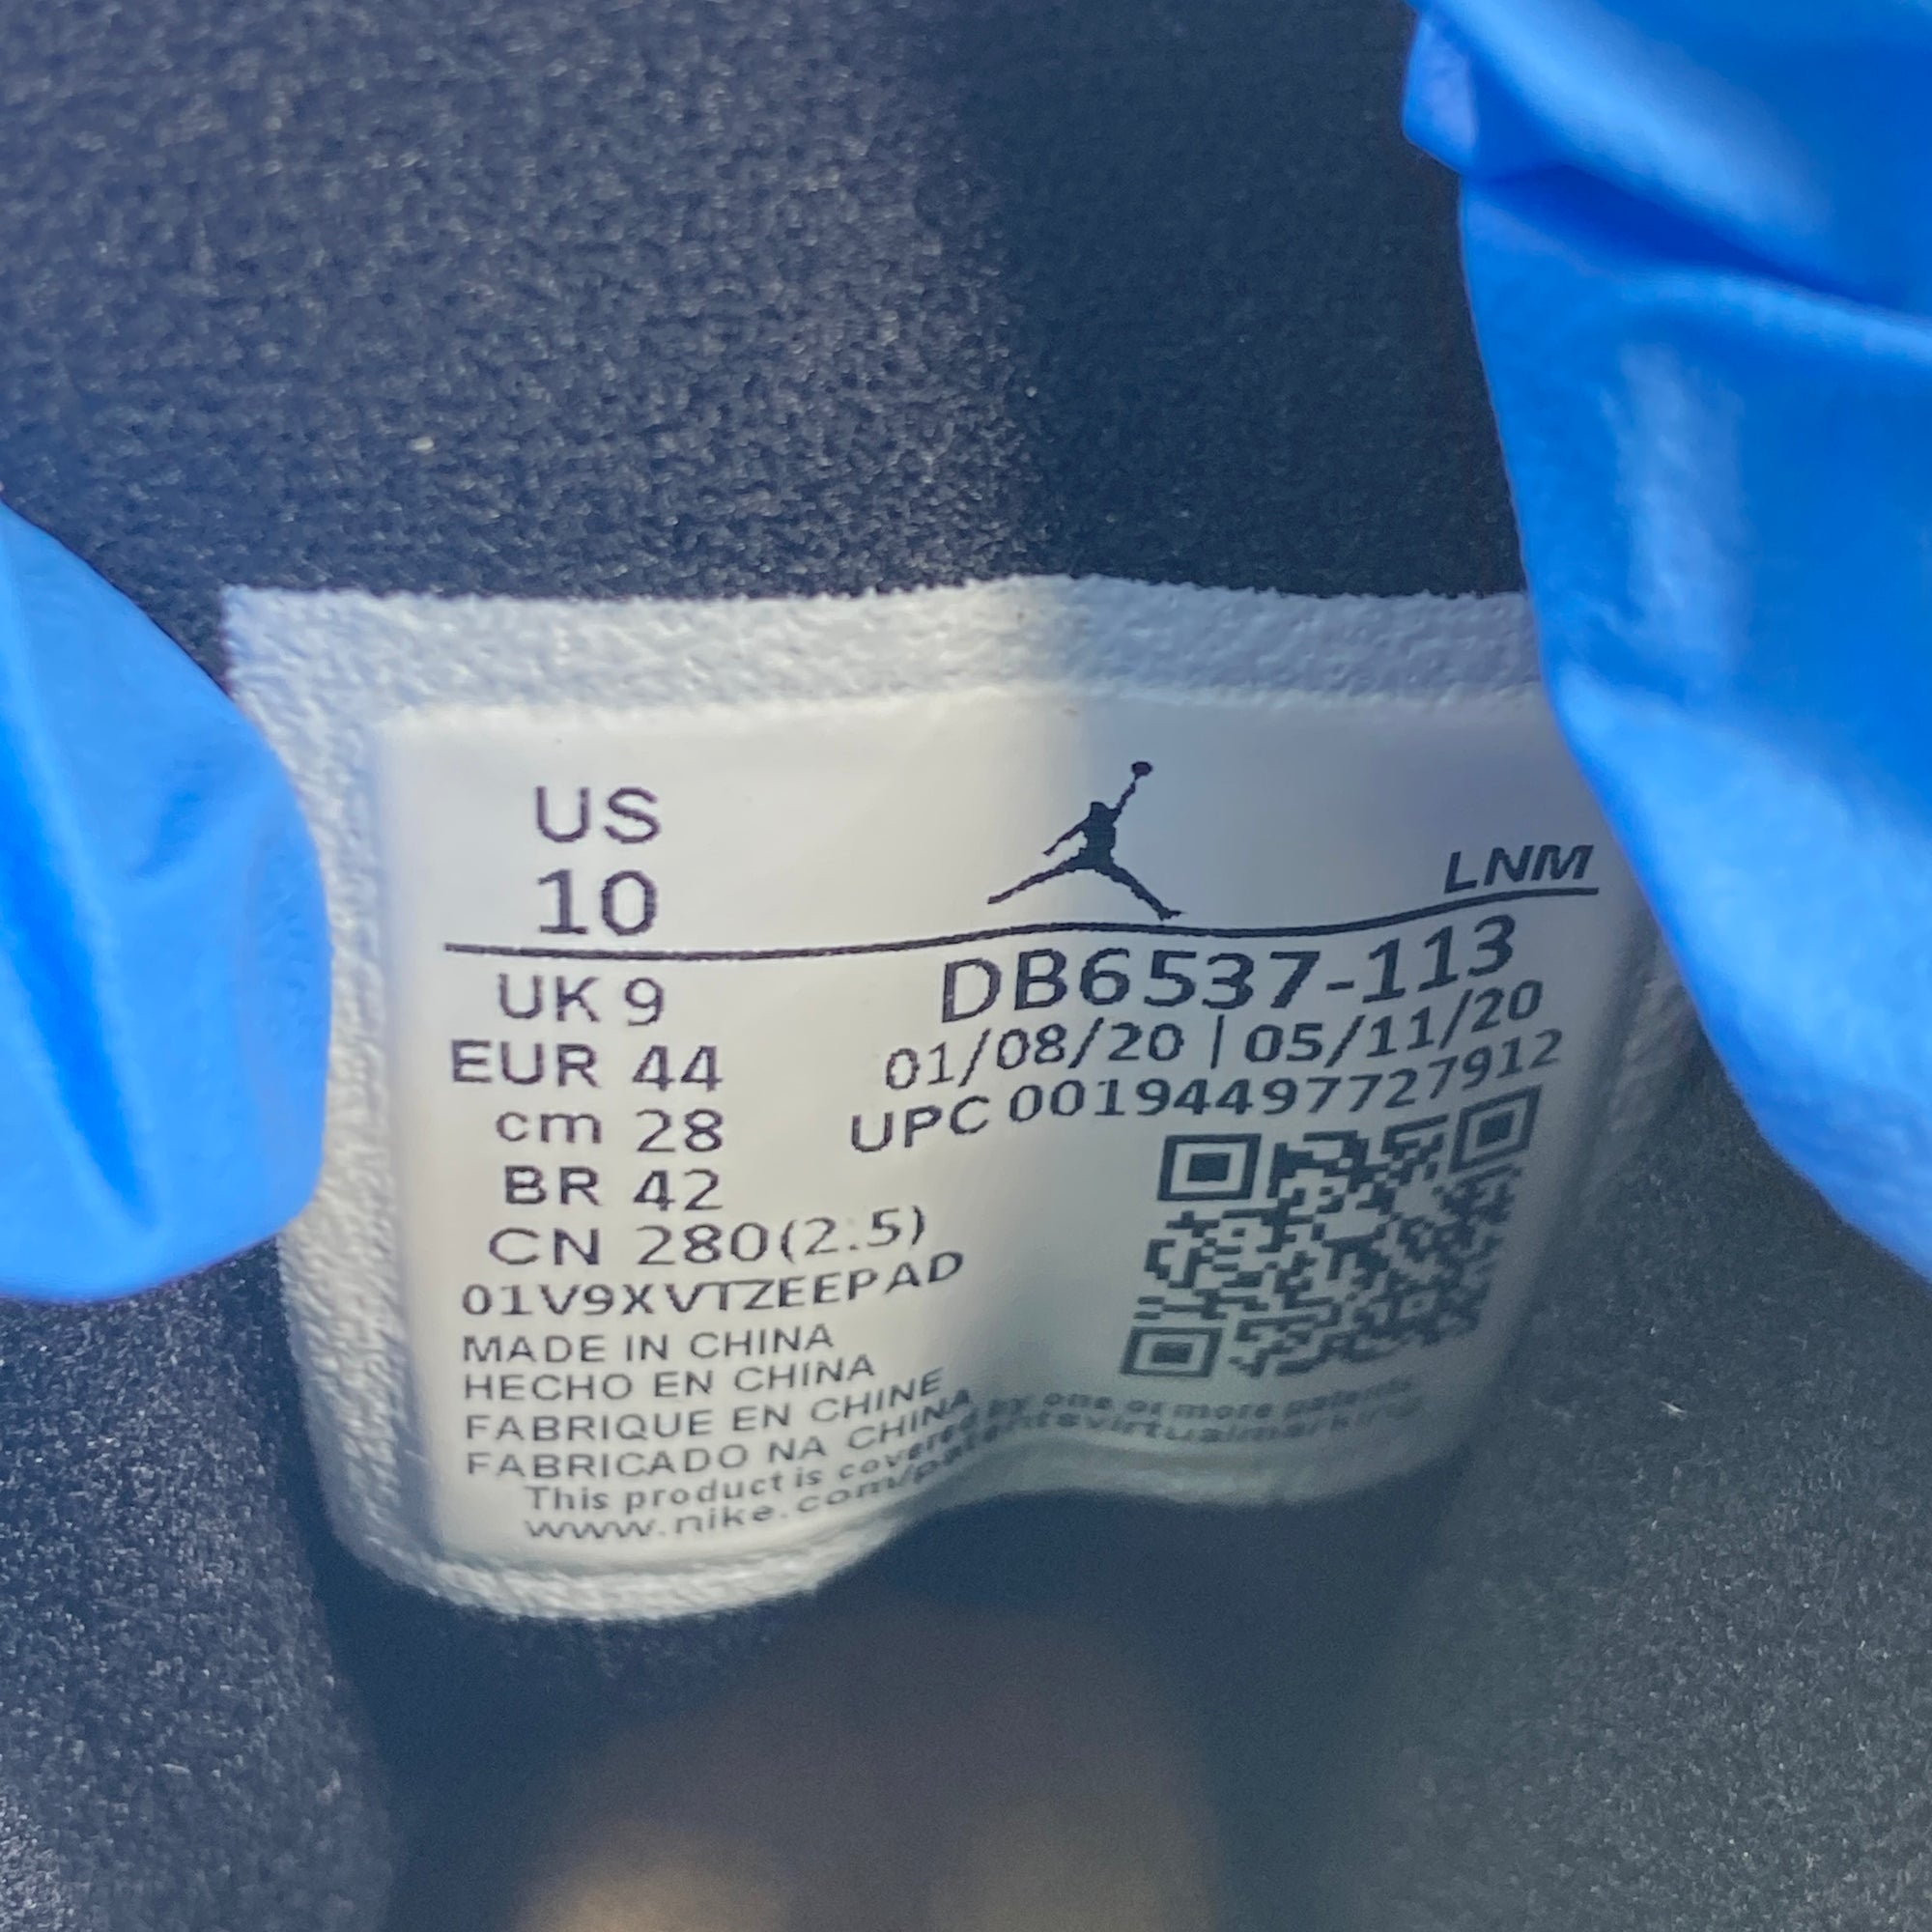 US
10
LNM
UK 9
EUR 44
cm 28
BR 42
CN 280(2.5)
DB6537-113
01/08/20 | 05/11/20
UPC 00194497727912
01V9XVTZEEPAD
MADE IN CHINA
HECHO EN CHINA
FABRIQUE EN CHINE
FABRICADO NA CHINA
This product is covered by one or more patents
www.nike.com/patentsvirtualmarking